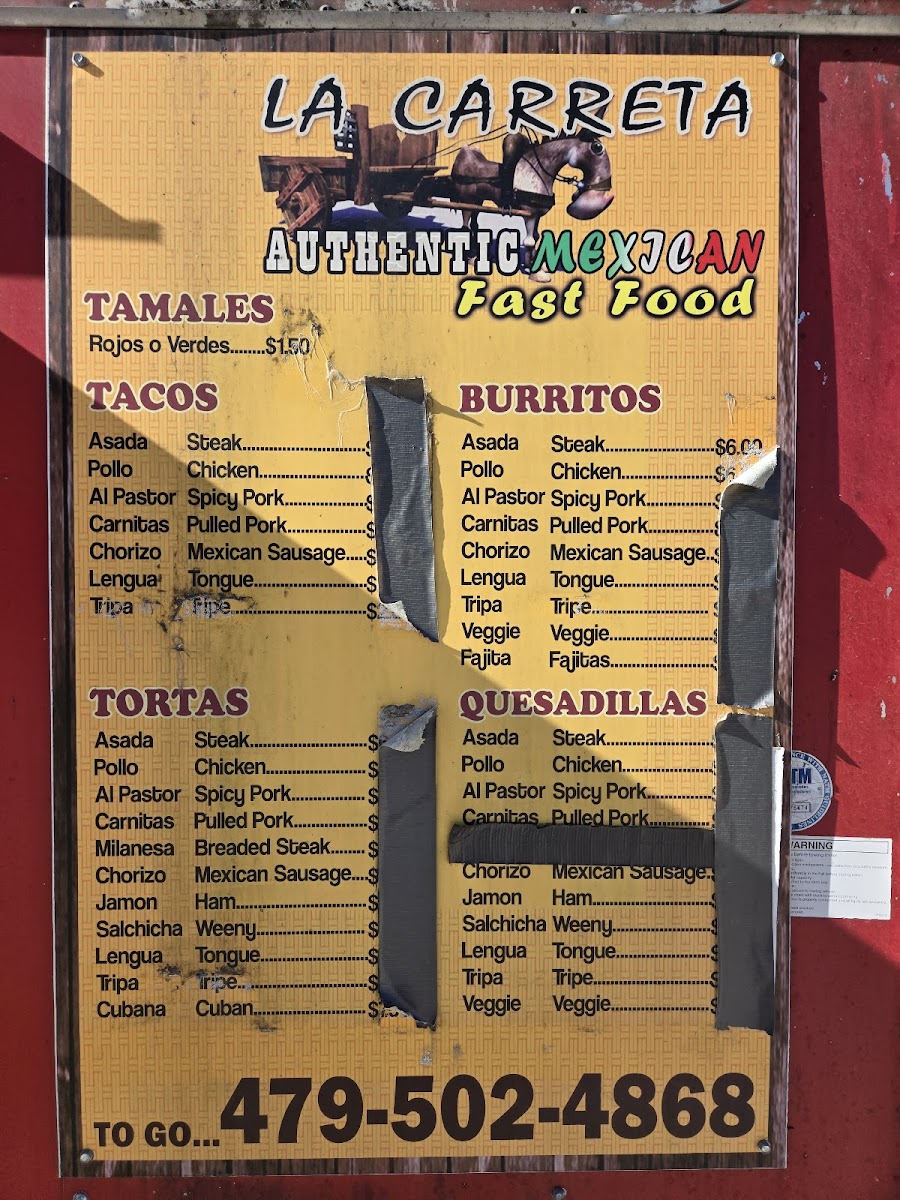 LA CARRETA
AUTHENTIC MEXICAN
Fast Food
TAMALES
Rojos o Verdes........$1.50
TACOS
Asada Steak.......................$
Pollo Chicken....................$
Al Pastor Spicy Pork...............$
Carnitas Pulled Pork...............$
Chorizo Mexican Sausage.....$
Lengua Tongue.....................$
Tripa Tripe.........................$
BURRITOS
Asada Steak....................$6.00
Pollo Chicken.................$6
Al Pastor Spicy Pork.............$
Carnitas Pulled Pork............$
Chorizo Mexican Sausage..$
Lengua Tongue..................$
Tripa Tripe......................$
Veggie Veggie...................$
Fajita Fajitas...................$
TORTAS
Asada Steak.......................$
Pollo Chicken....................$
Al Pastor Spicy Pork...............$
Carnitas Pulled Pork..............$
Milanesa Breaded Steak........$
Chorizo Mexican Sausage....$
Jamon Ham.........................$
Salchicha Weeny......................$
Lengua Tongue.....................$
Tripa Tripe.........................$
Cubana Cuban......................$
QUESADILLAS
Asada Steak....................
Pollo Chicken.................
Al Pastor Spicy Pork.............
Carnitas Pulled Pork............
Chorizo Mexican Sausage.$
Jamon Ham......................$
Salchicha Weeny...................$
Lengua Tongue..................$
Tripa Tripe......................$
Veggie Veggie...................$
TO GO...479-502-4868
TM
WARNING